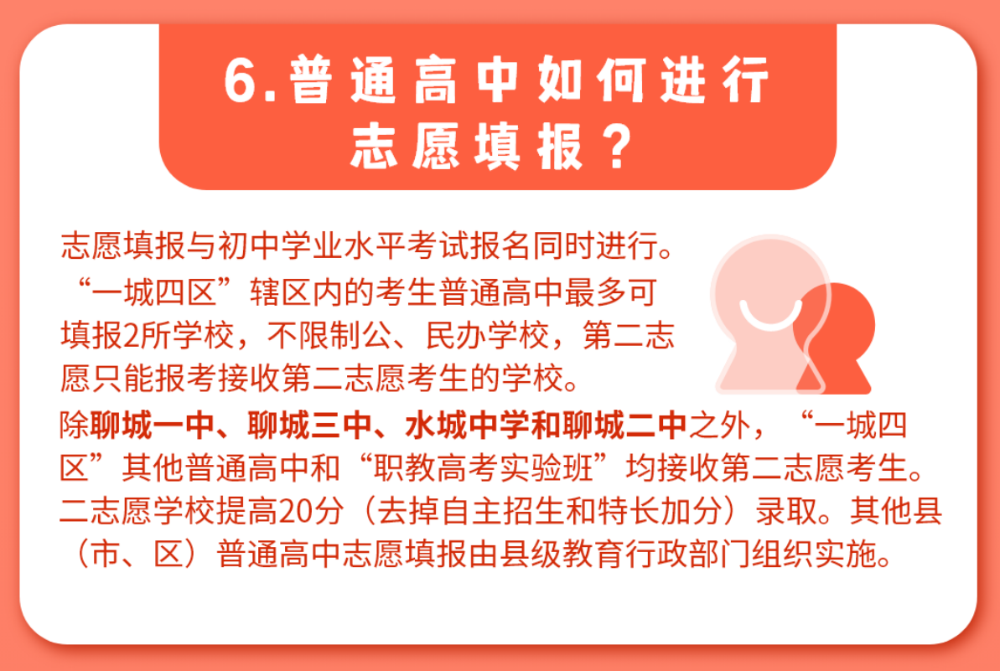 6.普通高中如何进行
志愿填报？
志愿填报与初中学业水平考试报名同时进行。
“一城四区”辖区内的考生普通高中最多可
填报2所学校，不限制公、民办学校，第二志
愿只能报考接收第二志愿考生的学校。
除聊城一中、聊城三中、水城中学和聊城二中之外，“一城四
区”其他普通高中和“职教高考实验班”均接收第二志愿考生。
二志愿学校提高20分（去掉自主招生和特长加分）录取。其他县
（市、区）普通高中志愿填报由县级教育行政部门组织实施。